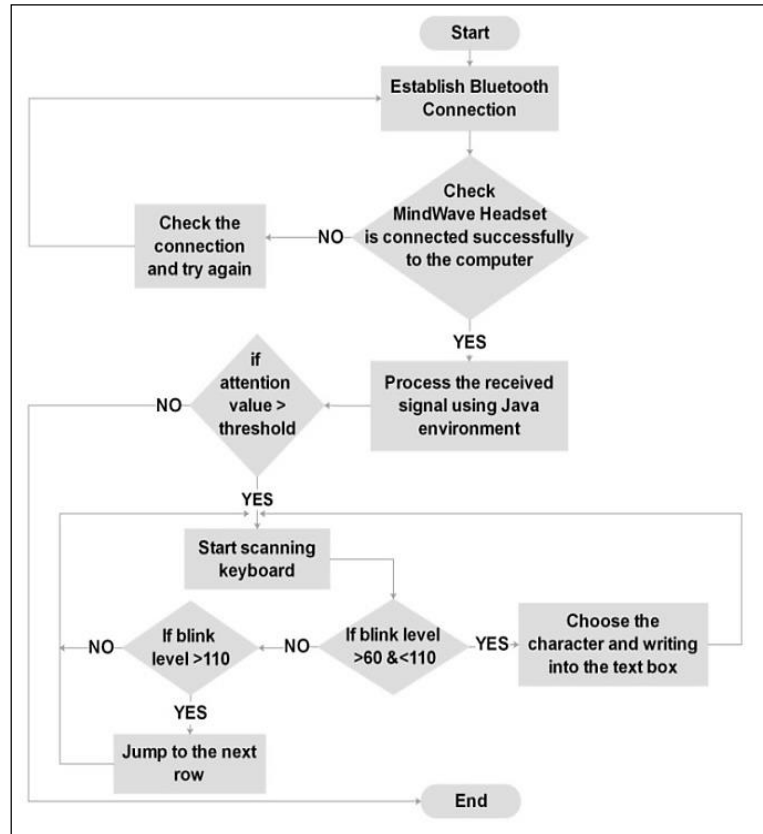 Start
Establish Bluetooth
Connection
Check
MindWave Headset
is connected successfully
to the computer
NO
Check the
connection
and try again
YES
Process the received
signal using Java
environment
if
attention
value >
threshold
NO
YES
Start scanning
keyboard
If blink level
>60 &<110
YES
Choose the
character and writing
into the text box
NO
If blink
level >110
NO
YES
Jump to the next
row
End